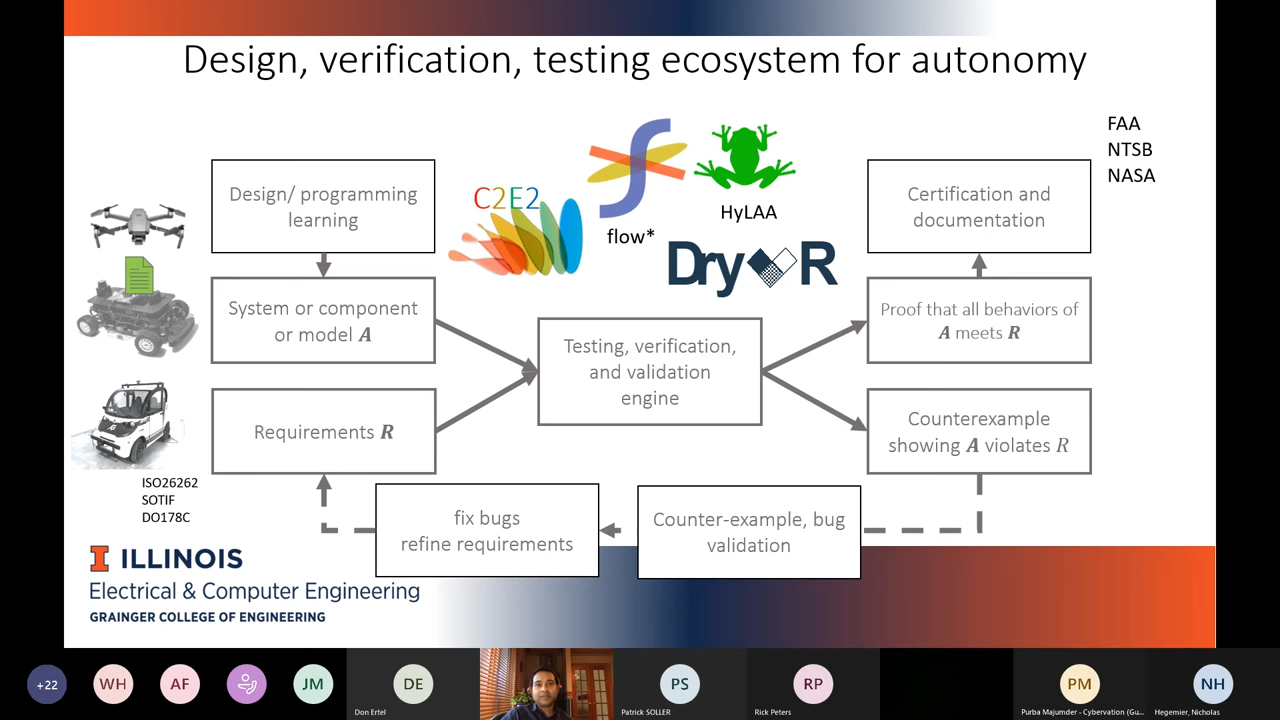 Design, verification, testing ecosystem for autonomy
FAA
NTSB
NASA
Design/ programming
learning
C2E2
flow*
HyLAA
Dry R
Certification and
documentation
System or component
or model A
Testing, verification,
and validation
engine
Proof that all behaviors of
A meets R
Requirements R
Counterexample
showing A violates R
ISO26262
SOTIF
DO178C
fix bugs
refine requirements
Counter-example, bug
validation
I ILLINOIS
Electrical & Computer Engineering
GRAINGER COLLEGE OF ENGINEERING
+22
WH
AF
JM
DE
Don Ertel
PS
Patrick SOLLER
RP
Rick Peters
PM
Purba Majumder - Cybervation (Gu...
NH
Hegemier, Nicholas